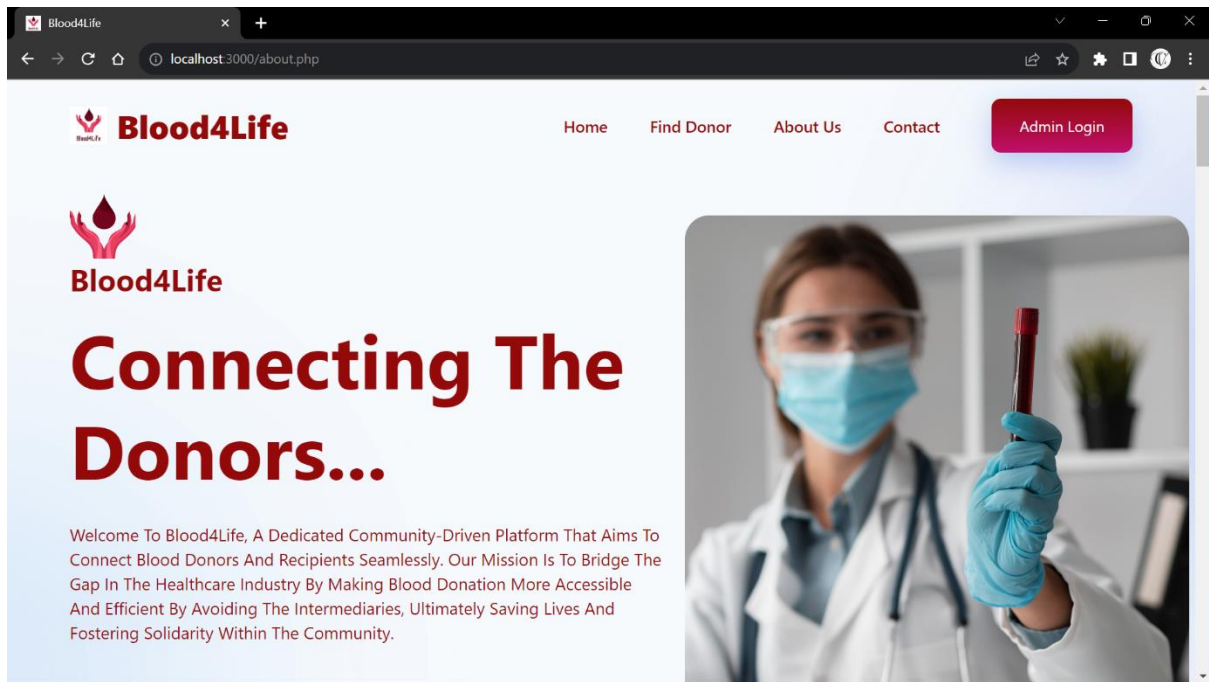 Blood4Life
localhost:3000/about.php
Blood4Life
Home
Find Donor
About Us
Contact
Admin Login
Blood4Life
Connecting The
Donors...
Welcome To Blood4Life, A Dedicated Community-Driven Platform That Aims To
Connect Blood Donors And Recipients Seamlessly. Our Mission Is To Bridge The
Gap In The Healthcare Industry By Making Blood Donation More Accessible
And Efficient By Avoiding The Intermediaries, Ultimately Saving Lives And
Fostering Solidarity Within The Community.